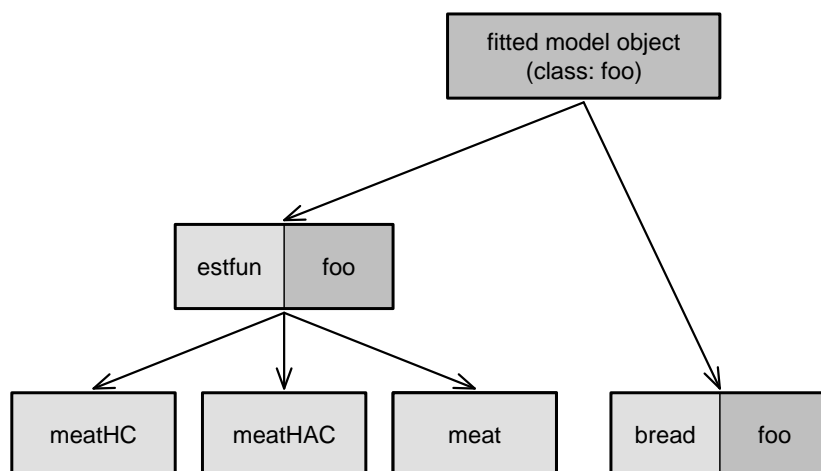 fitted model object
(class: foo)
estfun foo
meatHC meatHAC meat bread foo